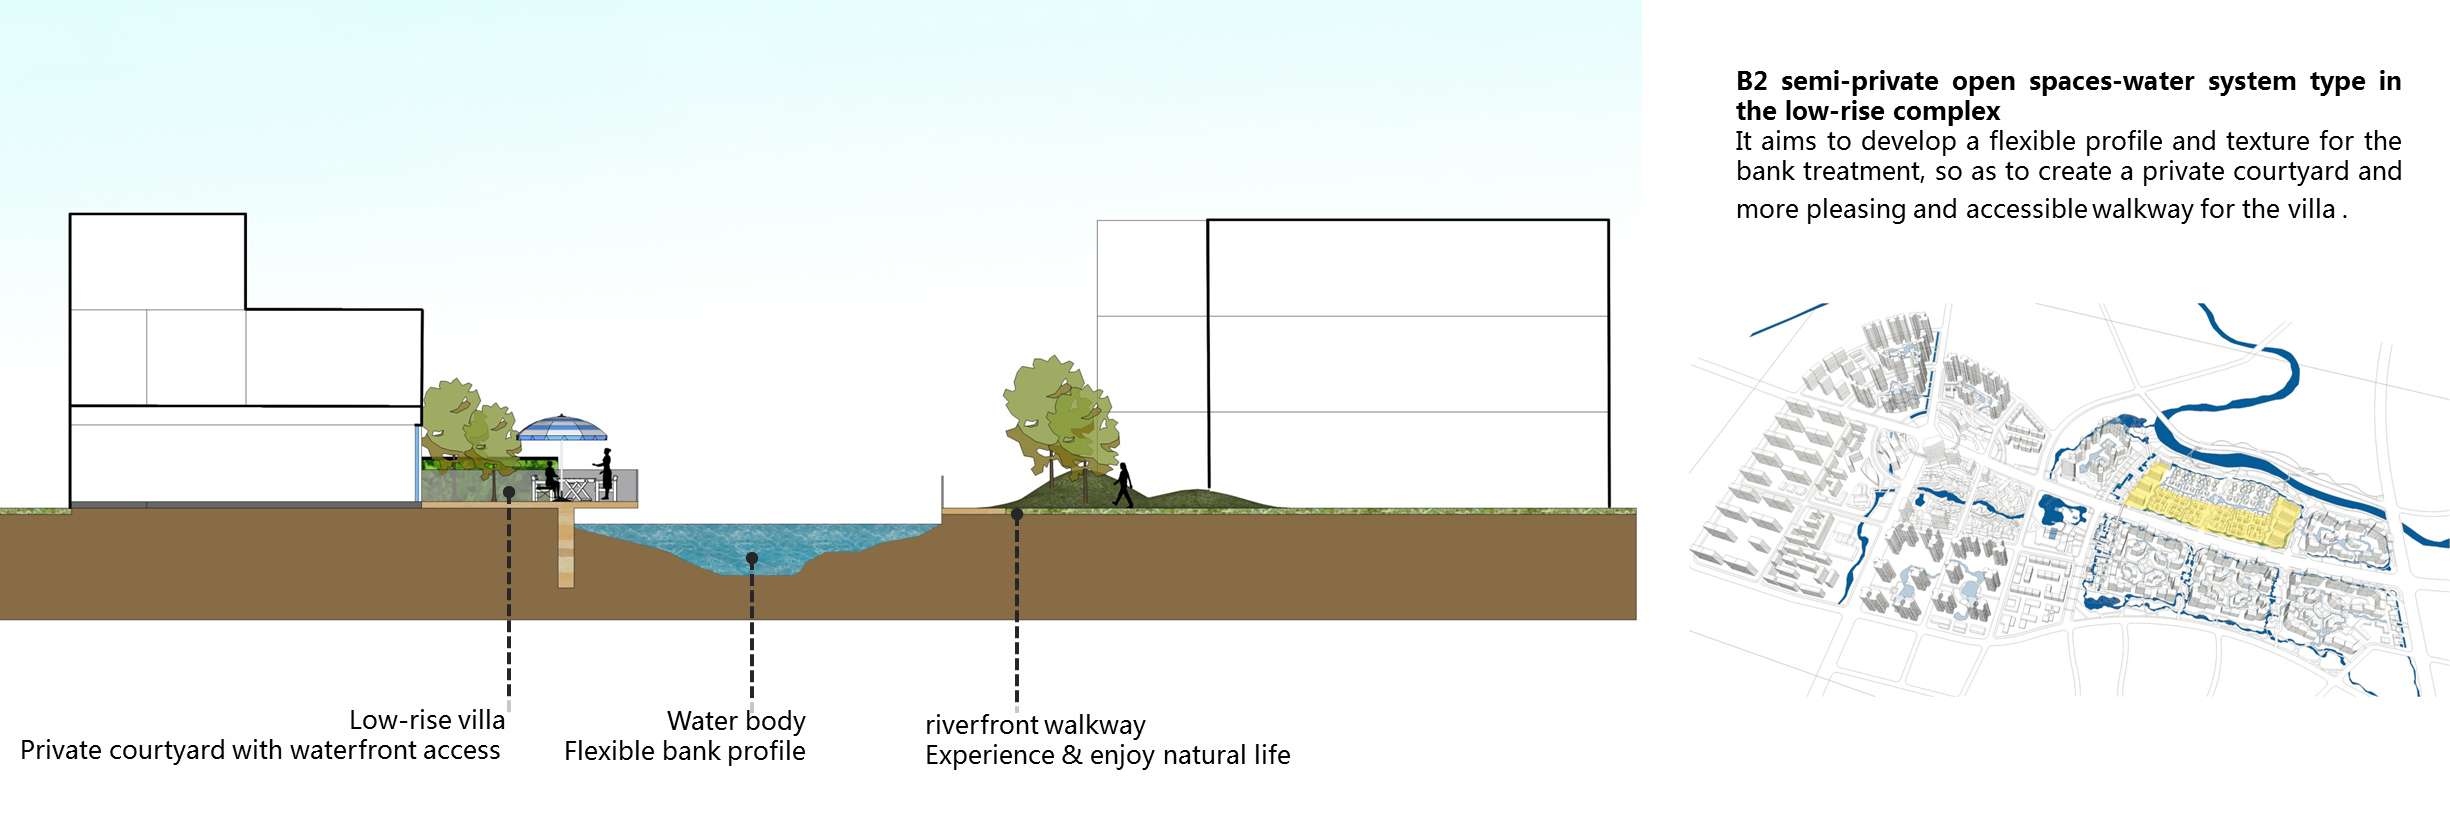 B2 semi-private open spaces-water system type in
the low-rise complex
It aims to develop a flexible profile and texture for the
bank treatment, so as to create a private courtyard and
more pleasing and accessible walkway for the villa .
Low-rise villa
Private courtyard with waterfront access
Water body
Flexible bank profile
riverfront walkway
Experience & enjoy natural life